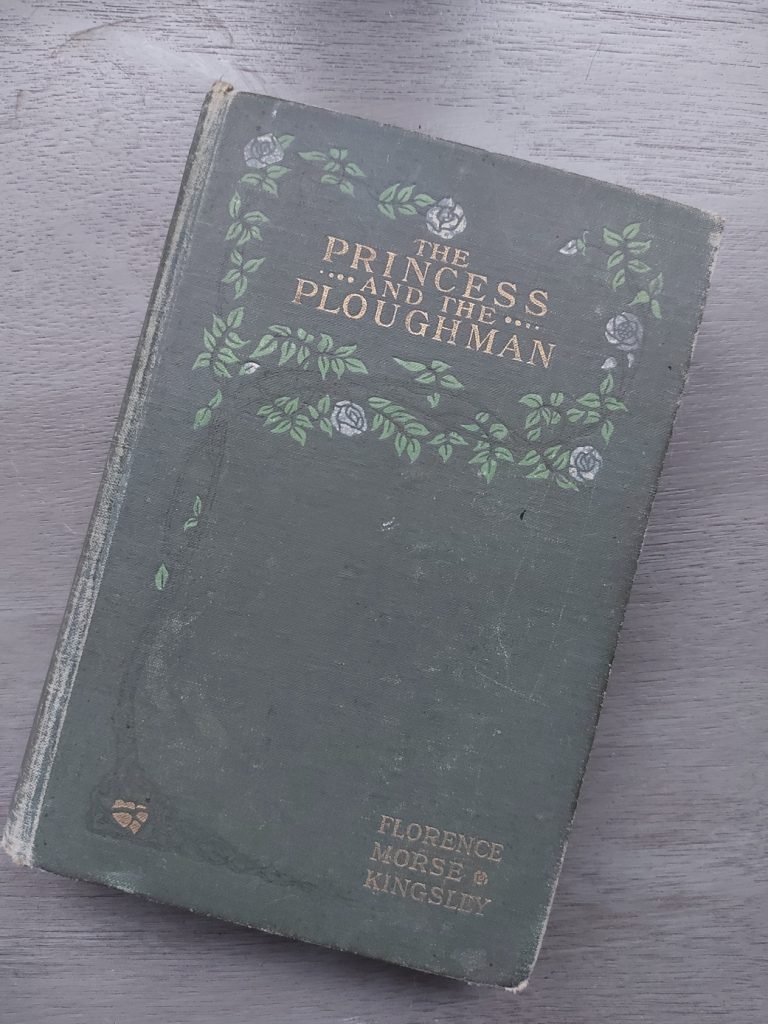 THE
PRINCESS
AND THE
PLOUGHMAN
FLORENCE
MORSE
KINGSLEY